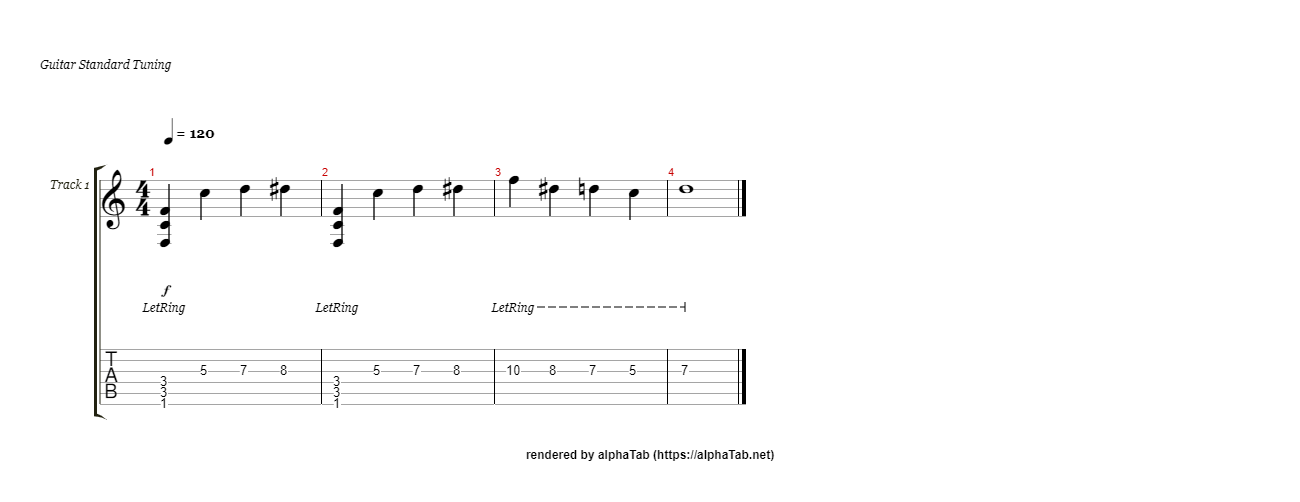 Guitar Standard Tuning
= 120
Track 1
1 2 3 4
4
4
f
LetRing LetRing LetRing
T
A
B
5 7 8 5 7 8 10 8 7 5 7
3 3
3 3
1 1
rendered by alphaTab (https://alphaTab.net)